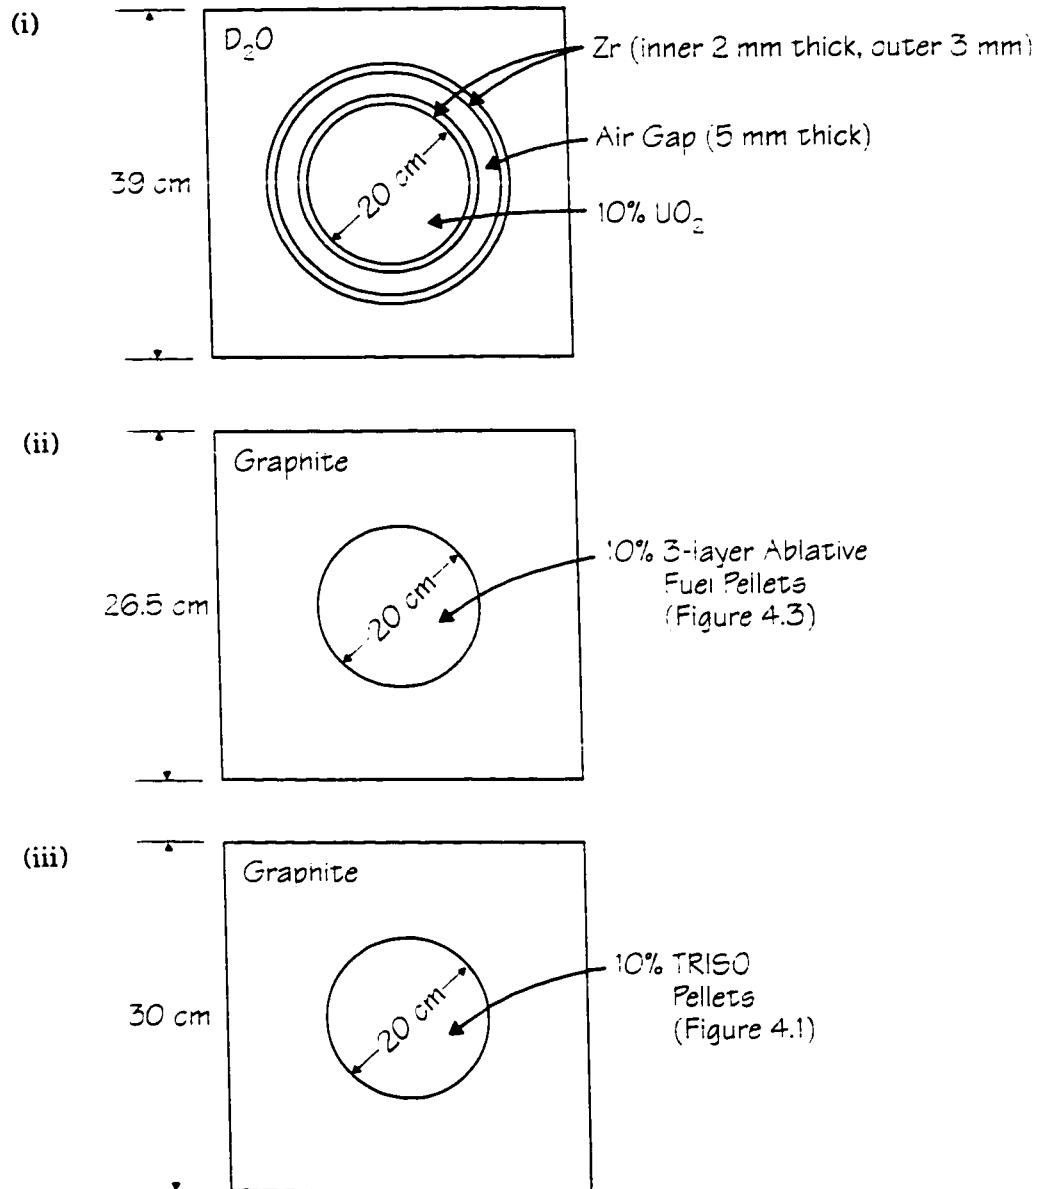 (i)
D₂O
Zr (inner 2 mm thick, outer 3 mm)
Air Gap (5 mm thick)
39 cm
20 cm
10% UO₂
(ii)
Graphite
10% 3-layer Ablative
Fuel Pellets
(Figure 4.3)
26.5 cm
20 cm
(iii)
Graphite
10% TRISO
Pellets
(Figure 4.1)
30 cm
20 cm